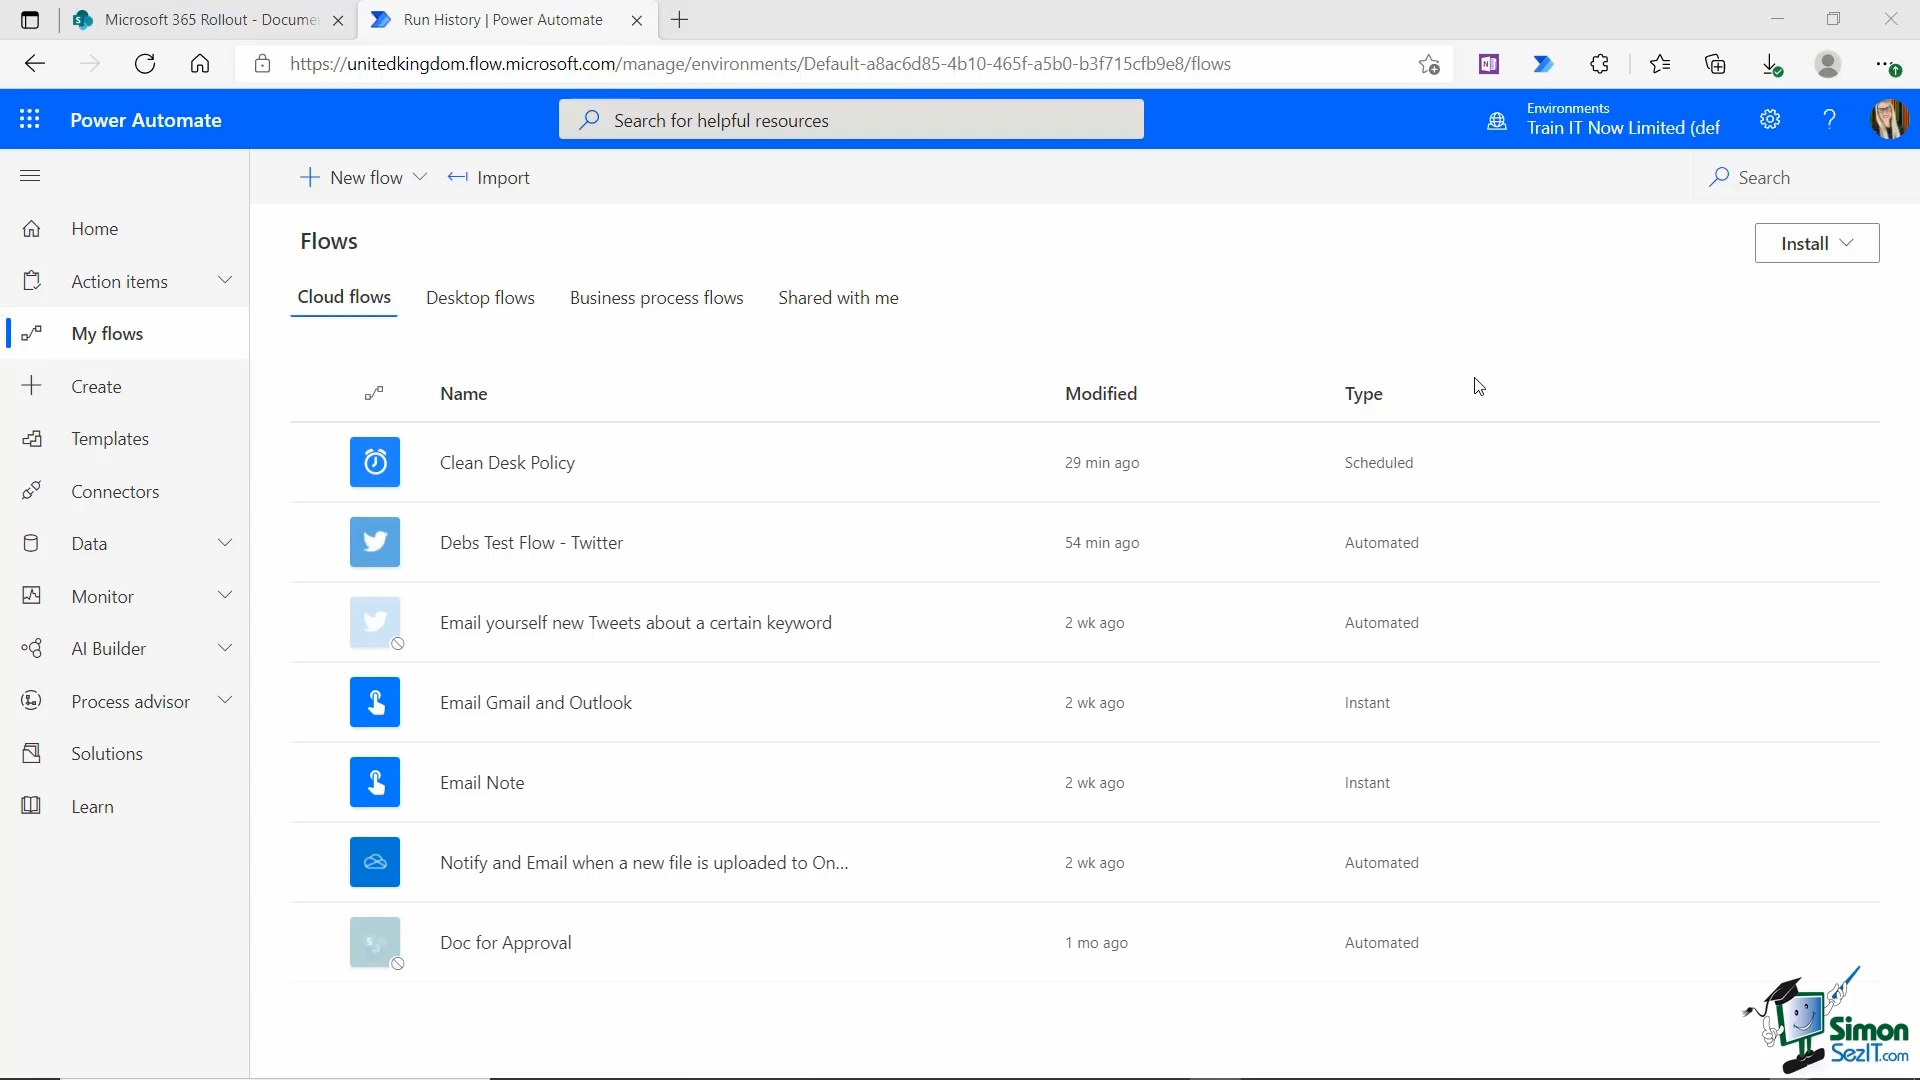 Microsoft 365 Rollout - Docume
Run History | Power Automate
https://unitedkingdom.flow.microsoft.com/manage/environments/Default-a8ac6d85-4b10-465f-a5b0-b3f715cfb9e8/flows
Power Automate
Search for helpful resources
Environments
Train IT Now Limited (def
New flow
Import
Search
Home
Action items
My flows
Create
Templates
Connectors
Data
Monitor
AI Builder
Process advisor
Solutions
Learn
Flows
Install
Cloud flows Desktop flows Business process flows Shared with me
Name Modified Type
Clean Desk Policy 29 min ago Scheduled
Debs Test Flow - Twitter 54 min ago Automated
Email yourself new Tweets about a certain keyword 2 wk ago Automated
Email Gmail and Outlook 2 wk ago Instant
Email Note 2 wk ago Instant
Notify and Email when a new file is uploaded to On... 2 wk ago Automated
Doc for Approval 1 mo ago Automated
Simon
SezIT.com